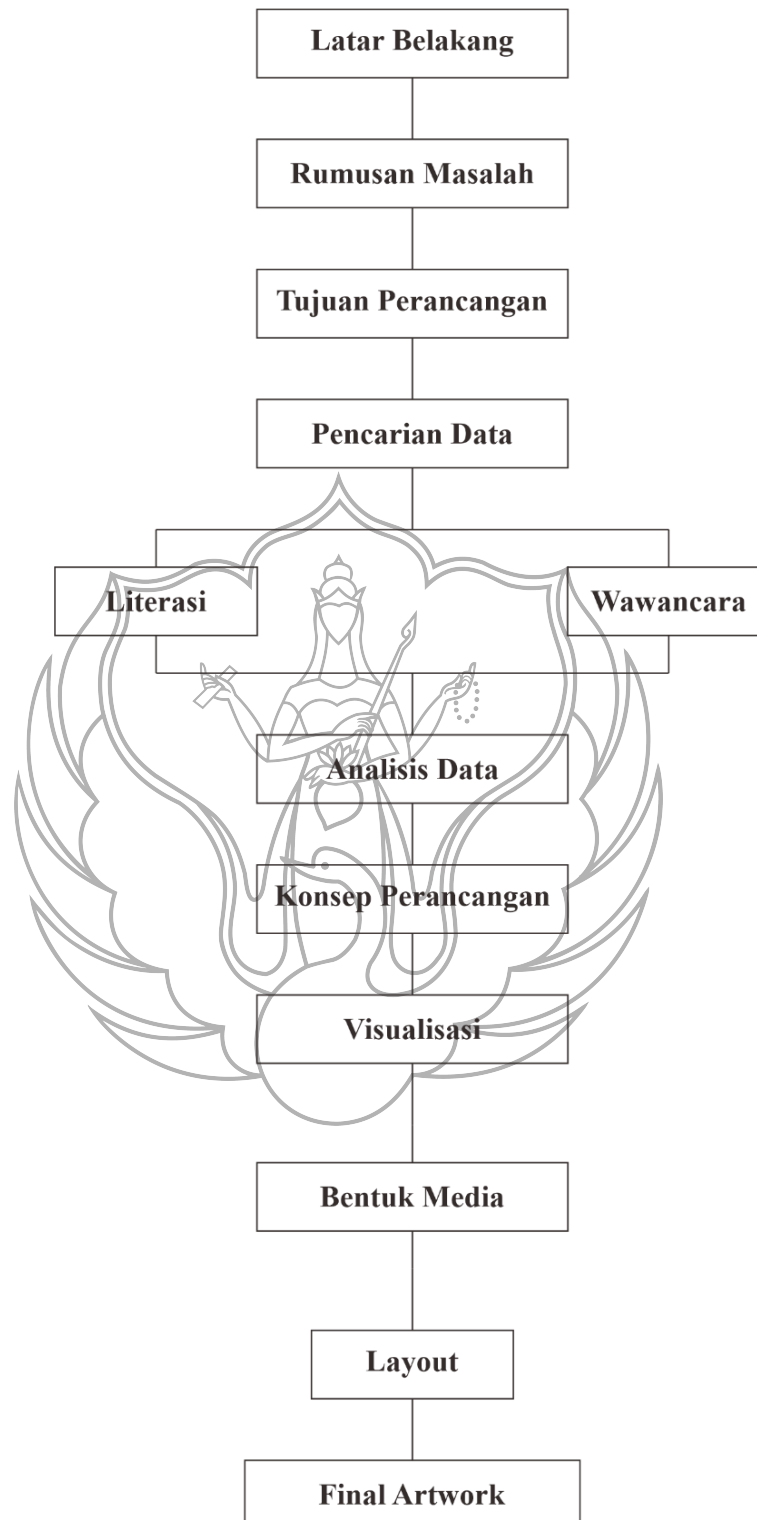 Latar Belakang
Rumusan Masalah
Tujuan Perancangan
Pencarian Data
Literasi
Wawancara
Analisis Data
Konsep Perancangan
Visualisasi
Bentuk Media
Layout
Final Artwork